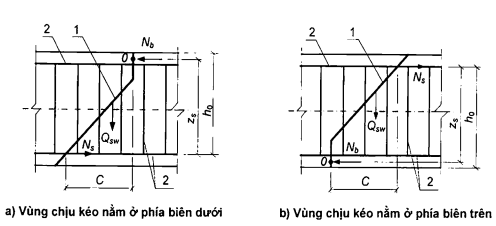 2
1
N_b
0
z_s
h_0
Q_sw
N_s
C
2
a) Vùng chịu kéo nằm ở phía biên dưới
2
1
N_s
Q_sw
z_s
h_0
0
N_b
C
2
b) Vùng chịu kéo nằm ở phía biên trên